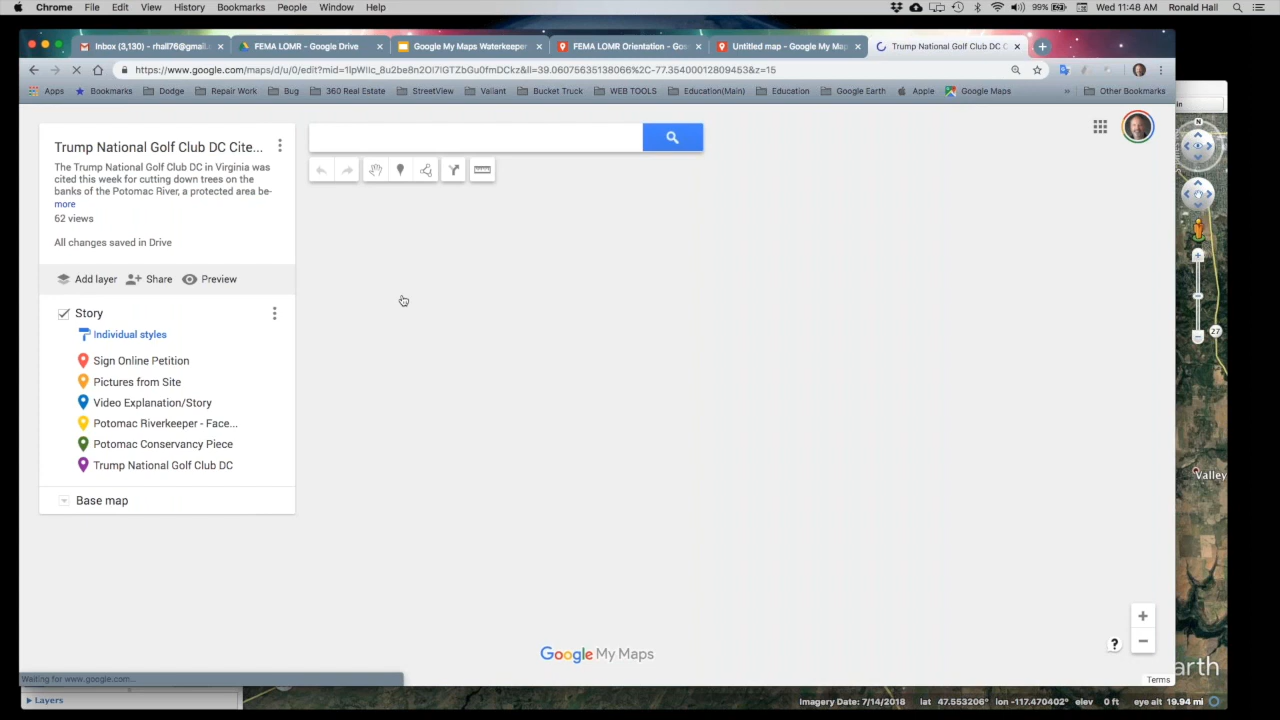 Chrome File Edit View History Bookmarks People Window Help
99% Wed 11:48 AM Ronald Hall
Inbox (3,130) - rhall76@gmail.
FEMA LOMR - Google Drive
Google My Maps Waterkeeper
FEMA LOMR Orientation - Goo
Untitled map - Google My Map
Trump National Golf Club DC C
https://www.google.com/maps/d/u/0/edit?mid=1lpWIlc_8u2be8n2OI7lGTZbGu0fmDCkz&ll=39.06075635138066%2C-77.35400012809453&z=15
Apps Bookmarks Dodge Repair Work Bug 360 Real Estate StreetView Valiant Bucket Truck WEB TOOLS Education(Main) Education Google Earth Apple Google Maps » Other Bookmarks
in
N
Trump National Golf Club DC Cite...
The Trump National Golf Club DC in Virginia was
cited this week for cutting down trees on the
banks of the Potomac River, a protected area be-
more
62 views
All changes saved in Drive
Add layer Share Preview
Story
Individual styles
Sign Online Petition
Pictures from Site
Video Explanation/Story
Potomac Riverkeeper - Face...
Potomac Conservancy Piece
Trump National Golf Club DC
Base map
27
Valley
Google My Maps
?
Terms
Waiting for www.google.com...
earth
Layers
Imagery Date: 7/14/2018 lat 47.553206° lon -117.470402° elev 0 ft eye alt 19.94 mi